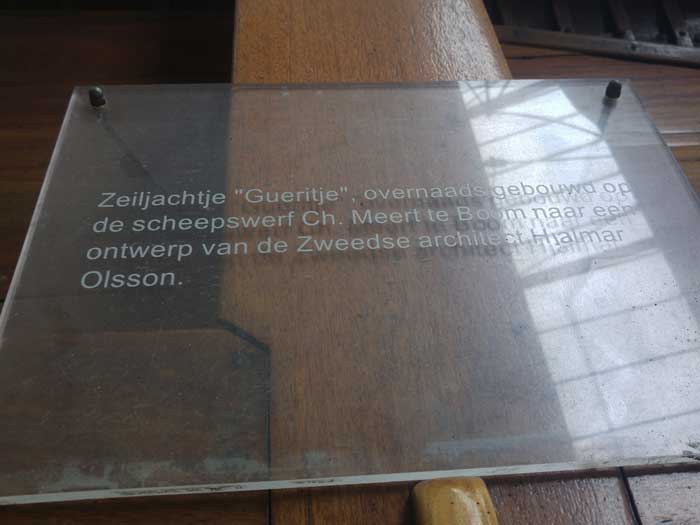 Zeiljachtje "Gueritje", overnaads gebouwd op
de scheepswerf Ch. Meert te Boom naar een
ontwerp van de Zweedse architect Hjalmar
Olsson.